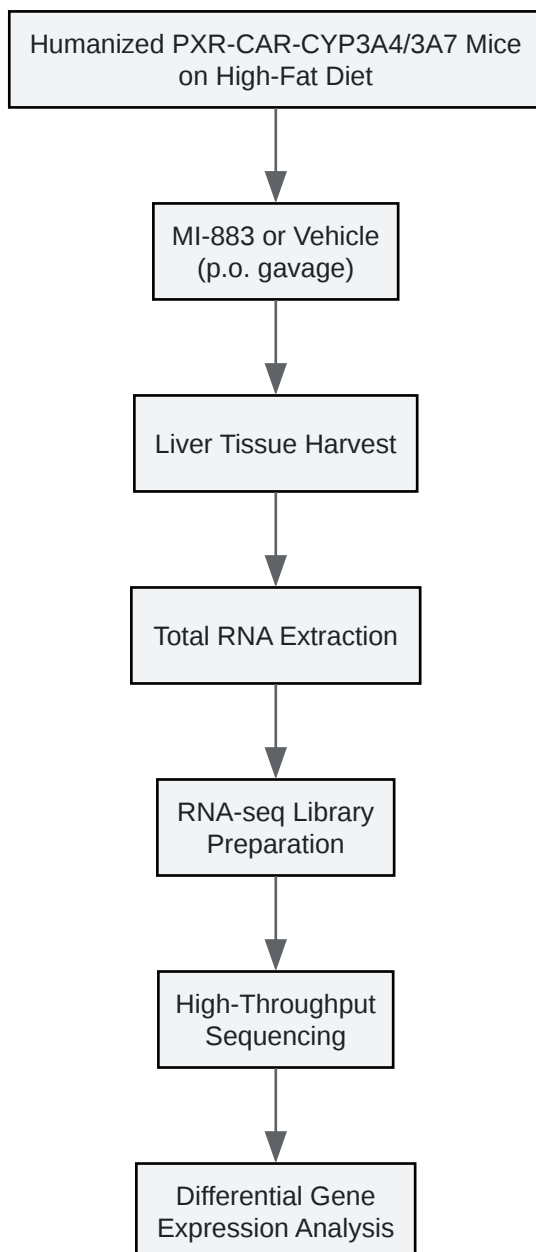 Humanized PXR-CAR-CYP3A4/3A7 Mice
on High-Fat Diet
MI-883 or Vehicle
(p.o. gavage)
Liver Tissue Harvest
Total RNA Extraction
RNA-seq Library
Preparation
High-Throughput
Sequencing
Differential Gene
Expression Analysis